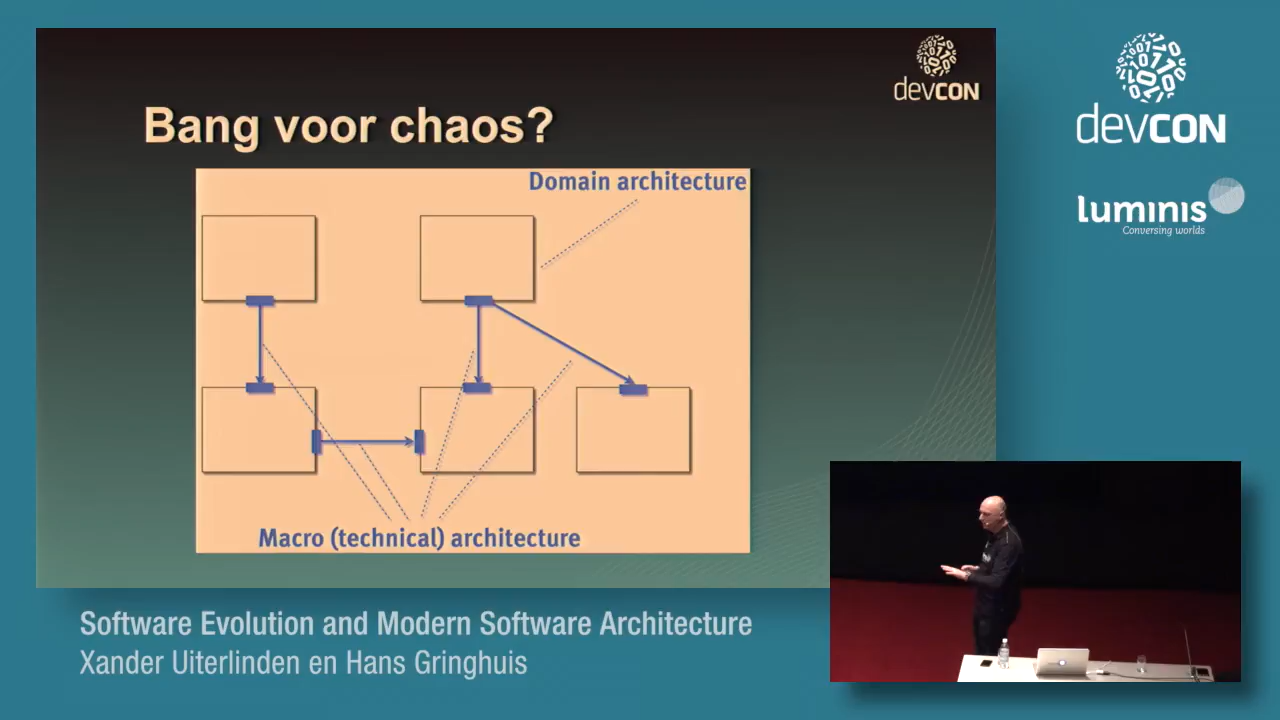 devcon
Bang voor chaos?
Domain architecture
Macro (technical) architecture
devcon
luminis
Conversing worlds
Software Evolution and Modern Software Architecture
Xander Uiterlinden en Hans Gringhuis